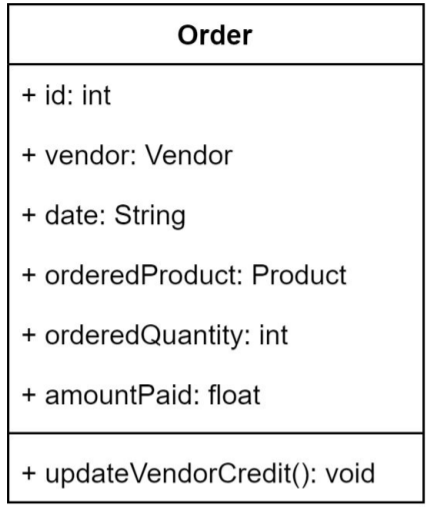 Order
+ id: int
+ vendor: Vendor
+ date: String
+ orderedProduct: Product
+ orderedQuantity: int
+ amountPaid: float
+ updateVendorCredit(): void